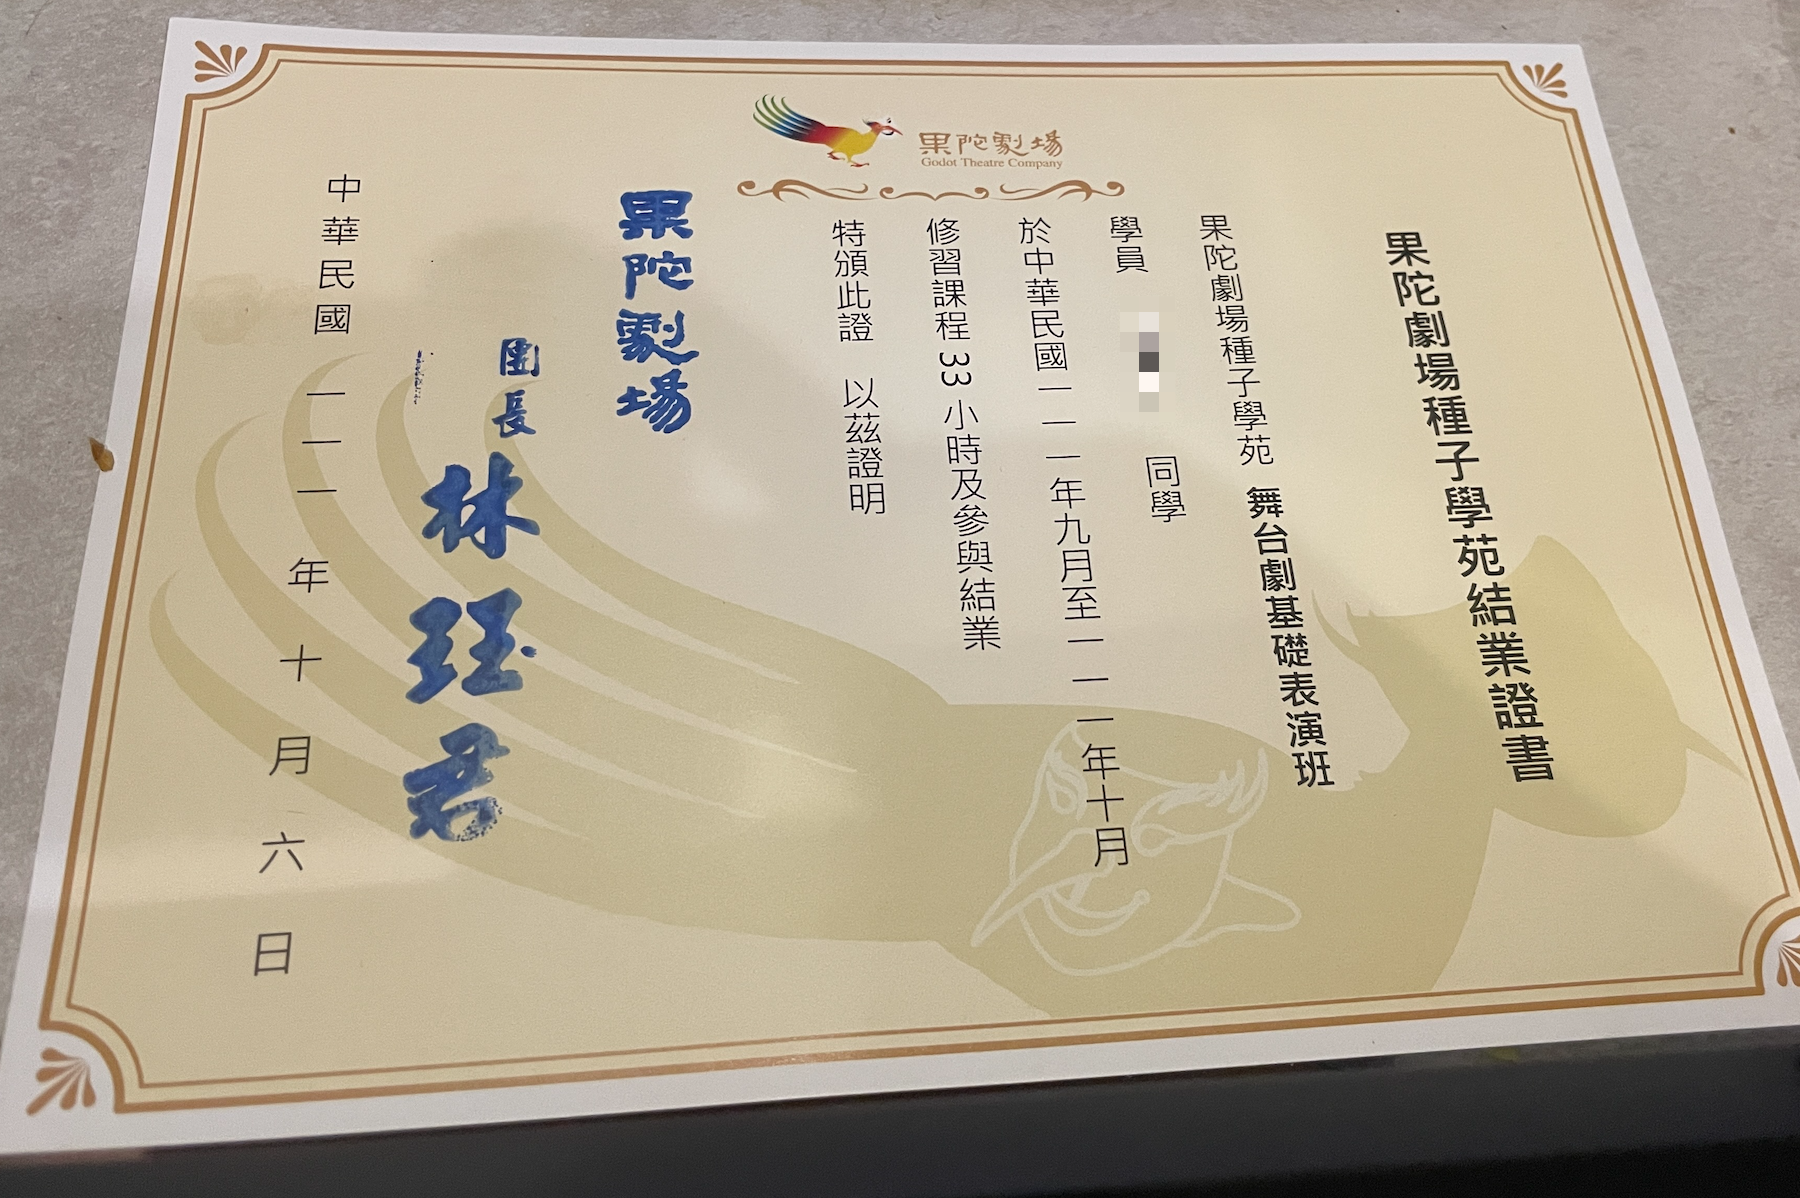 果陀劇場
Godot Theatre Company
果陀劇場種子學苑結業證書
果陀劇場種子學苑 舞台劇基礎表演班
學員 同學
於中華民國一一一年九月至一一一年十月
修習課程 33 小時及參與結業
特頒此證 以茲證明
果陀劇場
團長 林珏君
中華民國 一一一 年 十 月 六 日